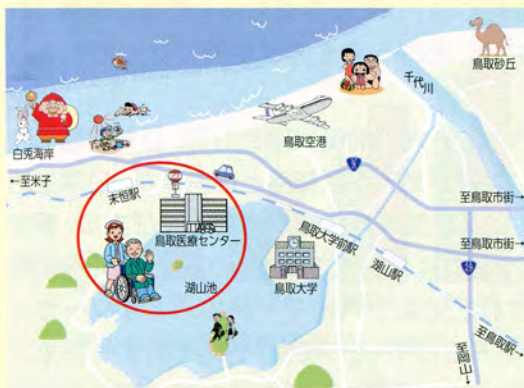 鳥取砂丘
千代川
鳥取空港
白兎海岸
←至米子
末恒駅
鳥取医療センター
至鳥取市街→
鳥取大学前駅
至鳥取市街→
湖山駅
湖山池
鳥取大学
至鳥取駅→
至岡山→